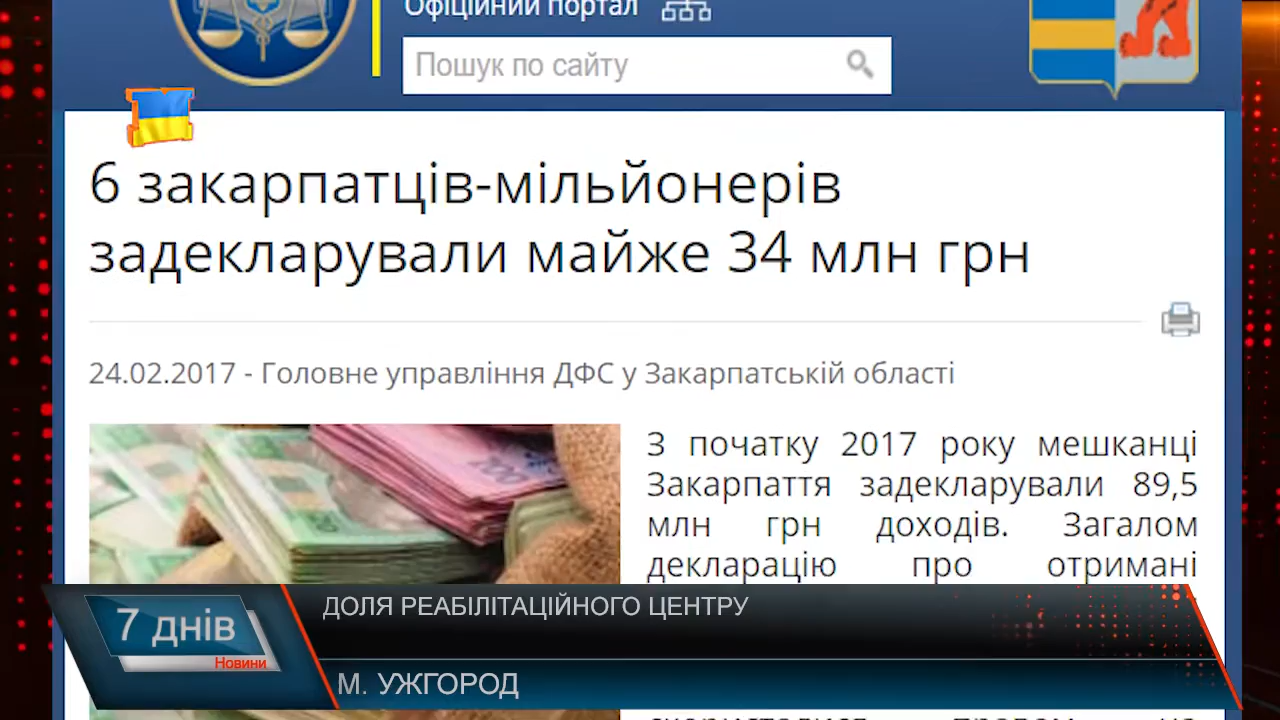 Офіційний портал
Пошук по сайту
6 закарпатців-мільйонерів
задекларували майже 34 млн грн
24.02.2017 - Головне управління ДФС у Закарпатській області
З початку 2017 року мешканці
Закарпаття задекларували 89,5
млн грн доходів. Загалом
декларацію про отримані
ДОЛЯ РЕАБІЛІТАЦІЙНОГО ЦЕНТРУ
7 днів
Новини
М. УЖГОРОД